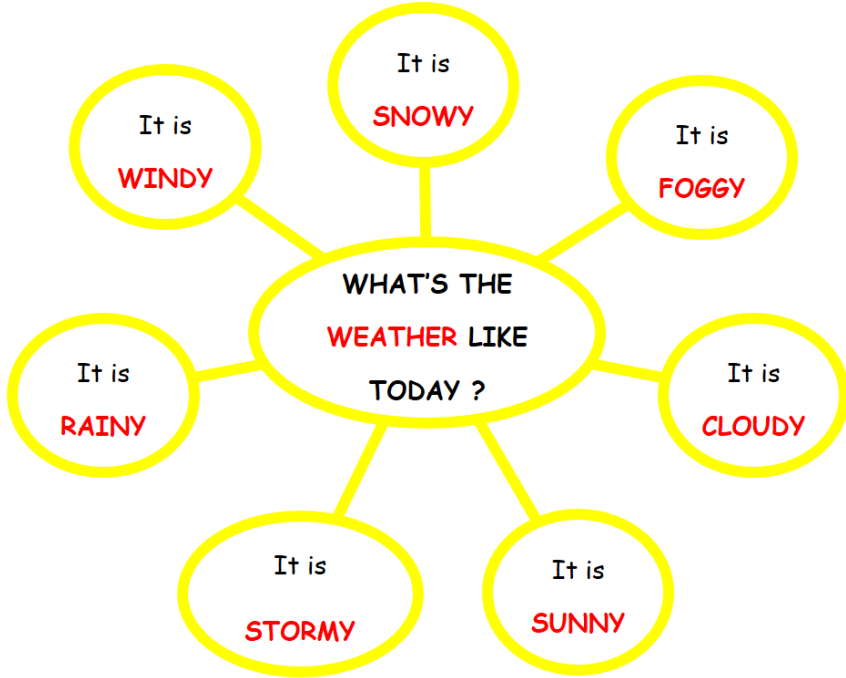 It is
SNOWY
It is
WINDY
It is
FOGGY
WHAT'S THE
WEATHER LIKE
TODAY ?
It is
RAINY
It is
CLOUDY
It is
STORMY
It is
SUNNY